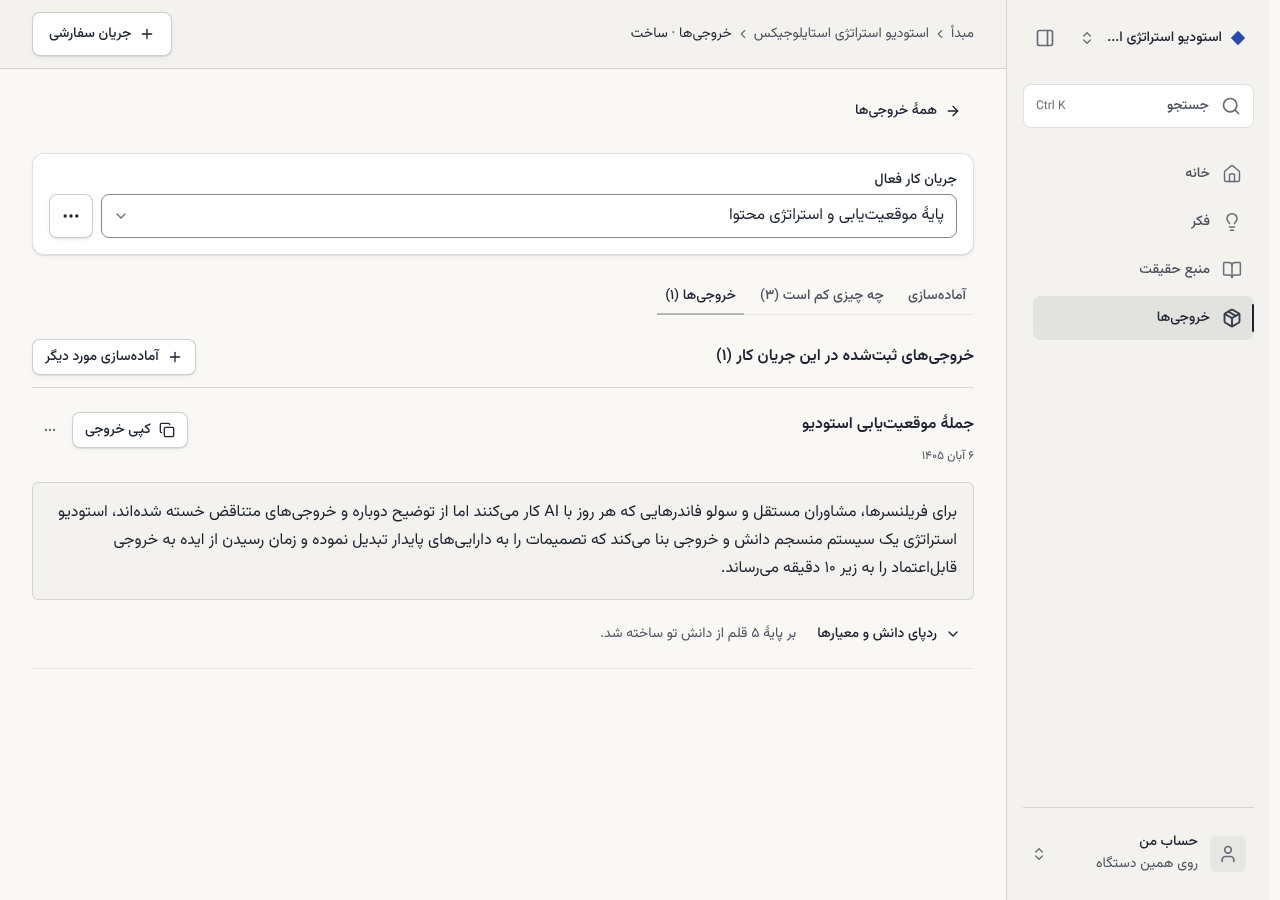 استودیو استراتژی ا...
جستجو
Ctrl K
خانه
فکر
منبع حقیقت
خروجی‌ها
حساب من
روی همین دستگاه
مبدأ › استودیو استراتژی استایلوجیکس › خروجی‌ها · ساخت
جریان سفارشی
همهٔ خروجی‌ها
جریان کار فعال
پایهٔ موقعیت‌یابی و استراتژی محتوا
آماده‌سازی
چه چیزی کم است (۳)
خروجی‌ها (۱)
خروجی‌های ثبت‌شده در این جریان کار (۱)
آماده‌سازی مورد دیگر
جملهٔ موقعیت‌یابی استودیو
کپی خروجی
۶ آبان ۱۴۰۵
برای فریلنسرها، مشاوران مستقل و سولو فاندرهایی که هر روز با AI کار می‌کنند اما از توضیح دوباره و خروجی‌های متناقض خسته شده‌اند، استودیو
استراتژی یک سیستم منسجم دانش و خروجی بنا می‌کند که تصمیمات را به دارایی‌های پایدار تبدیل نموده و زمان رسیدن از ایده به خروجی
قابل‌اعتماد را به زیر ۱۰ دقیقه می‌رساند.
ردپای دانش و معیارها
بر پایهٔ ۵ قلم از دانش تو ساخته شد.